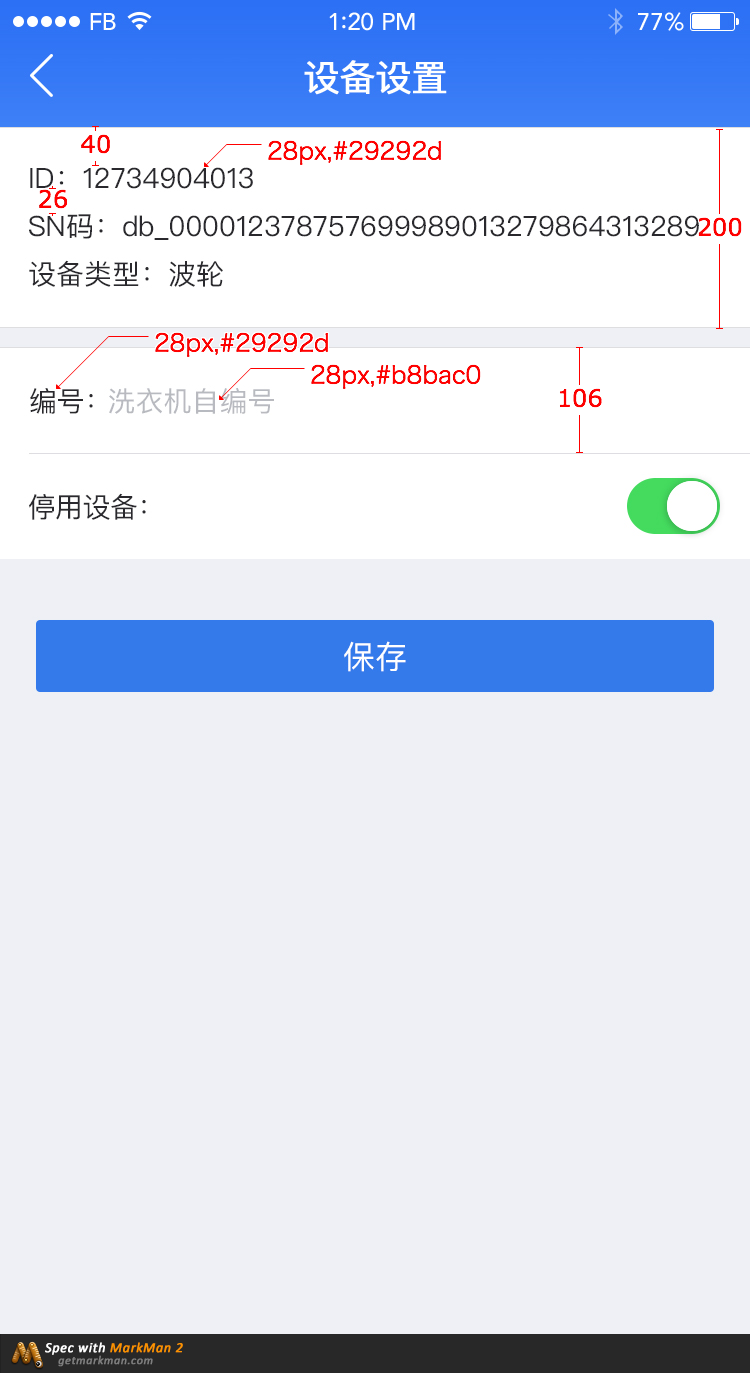 FB 1:20 PM 77%
设备设置
40
28px,#29292d
ID：12734904013
26
SN码：db_00001237875769998901327986431​3289
200
设备类型：波轮
28px,#29292d
28px,#b8bac0
编号：洗衣机自编号
106
停用设备：
保存
Spec with MarkMan 2
getmarkman.com